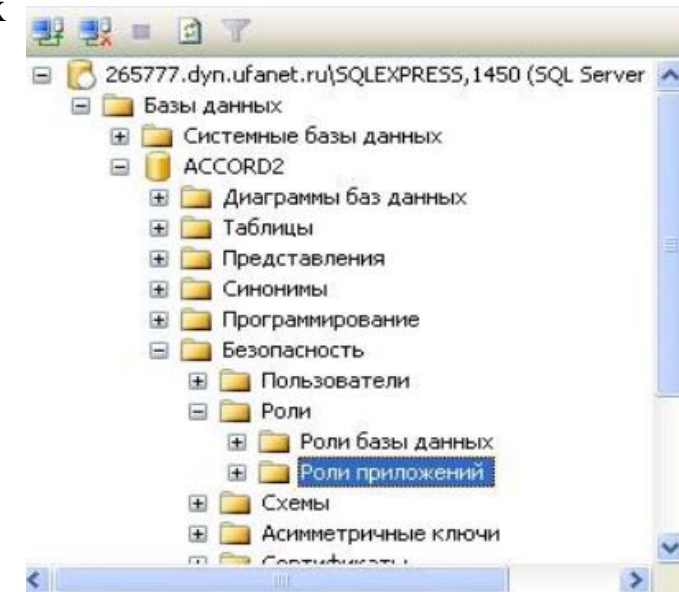 к
265777.dyn.ufanet.ru\SQLEXPRESS,1450 (SQL Server
Базы данных
Системные базы данных
ACCORD2
Диаграммы баз данных
Таблицы
Представления
Синонимы
Программирование
Безопасность
Пользователи
Роли
Роли базы данных
Роли приложений
Схемы
Асимметричные ключи
Сертификаты